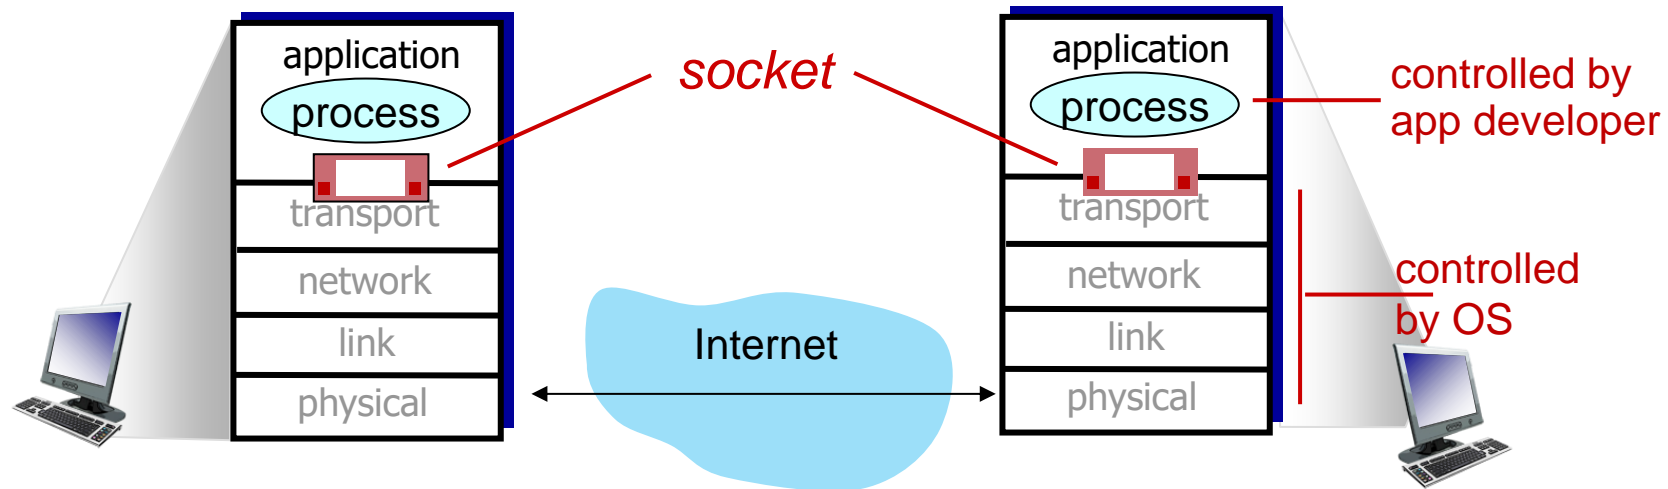 application
process
transport
network
link
physical
socket
Internet
application
process
transport
network
link
physical
controlled by
app developer
controlled
by OS